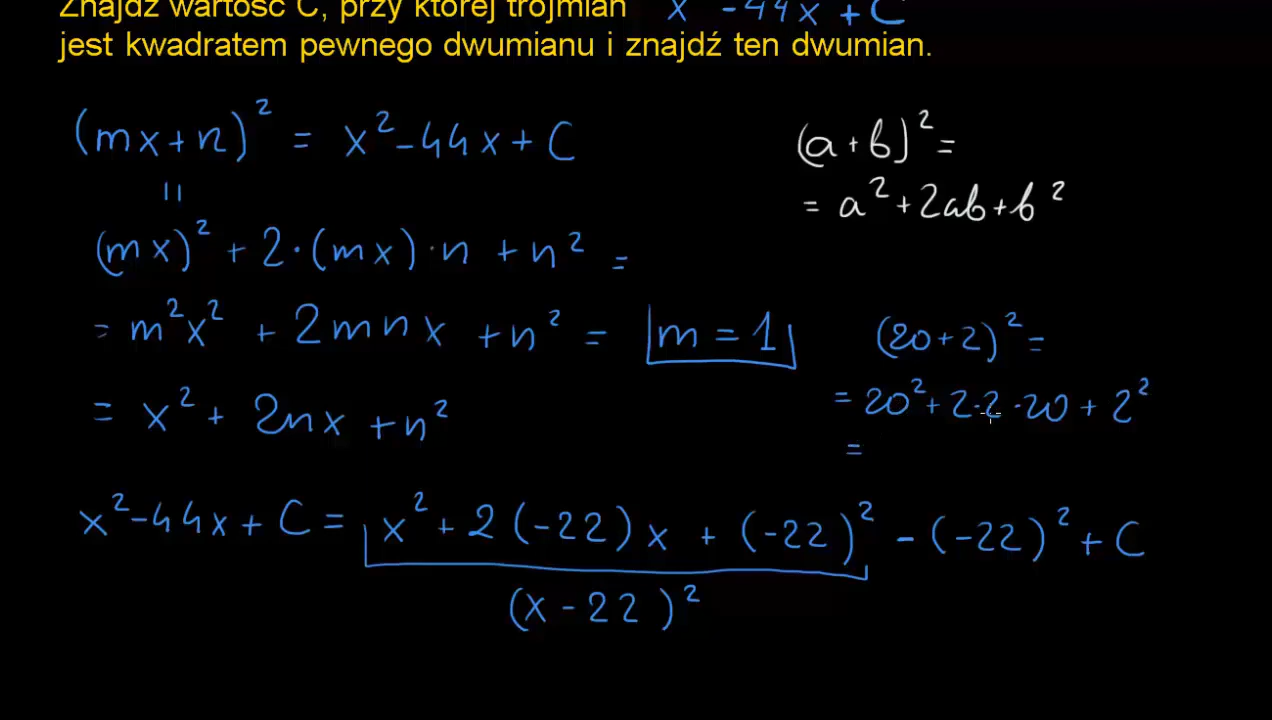 Znajdź wartość C, przy której trójmian x² - 44x + C
jest kwadratem pewnego dwumianu i znajdź ten dwumian.
(mx+n)² = x² - 44x + C
(a+b)² =
= a² + 2ab + b²
||
(mx)² + 2·(mx)·n + n² =
= m²x² + 2mnx + n² = |m = 1|
= x² + 2nx + n²
(20+2)² =
= 20² + 2·2·20 + 2²
=
x² - 44x + C = x² + 2(-22)x + (-22)² - (-22)² + C
(x - 22)²